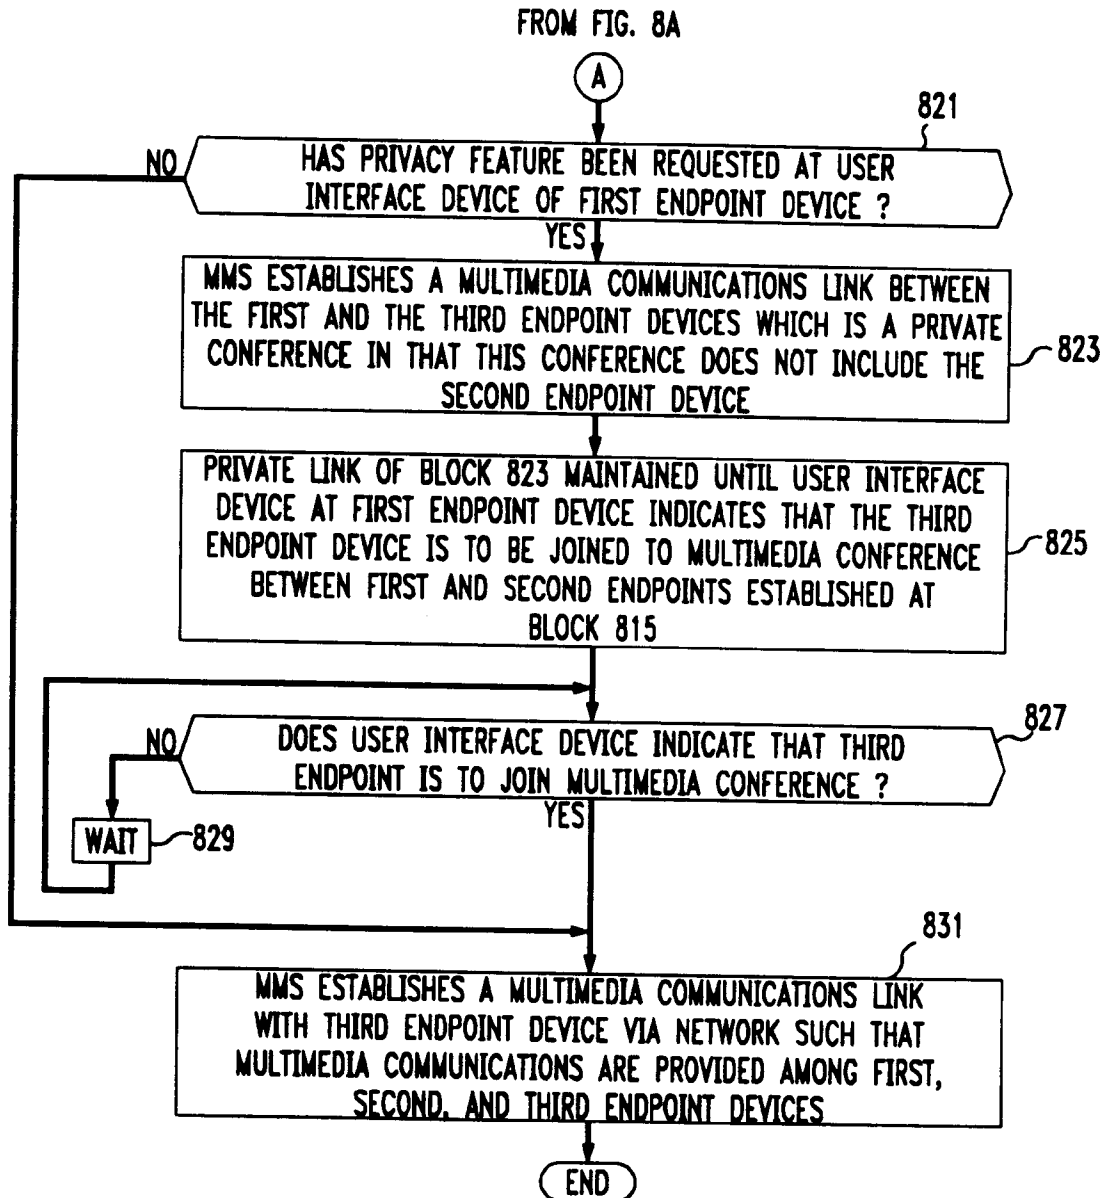 FROM FIG. 8A
A
821
NO
HAS PRIVACY FEATURE BEEN REQUESTED AT USER
INTERFACE DEVICE OF FIRST ENDPOINT DEVICE ?
YES
MMS ESTABLISHES A MULTIMEDIA COMMUNICATIONS LINK BETWEEN
THE FIRST AND THE THIRD ENDPOINT DEVICES WHICH IS A PRIVATE
CONFERENCE IN THAT THIS CONFERENCE DOES NOT INCLUDE THE
SECOND ENDPOINT DEVICE
823
PRIVATE LINK OF BLOCK 823 MAINTAINED UNTIL USER INTERFACE
DEVICE AT FIRST ENDPOINT DEVICE INDICATES THAT THE THIRD
ENDPOINT DEVICE IS TO BE JOINED TO MULTIMEDIA CONFERENCE
BETWEEN FIRST AND SECOND ENDPOINTS ESTABLISHED AT
BLOCK 815
825
827
NO
DOES USER INTERFACE DEVICE INDICATE THAT THIRD
ENDPOINT IS TO JOIN MULTIMEDIA CONFERENCE ?
YES
WAIT
829
831
MMS ESTABLISHES A MULTIMEDIA COMMUNICATIONS LINK
WITH THIRD ENDPOINT DEVICE VIA NETWORK SUCH THAT
MULTIMEDIA COMMUNICATIONS ARE PROVIDED AMONG FIRST,
SECOND, AND THIRD ENDPOINT DEVICES
END